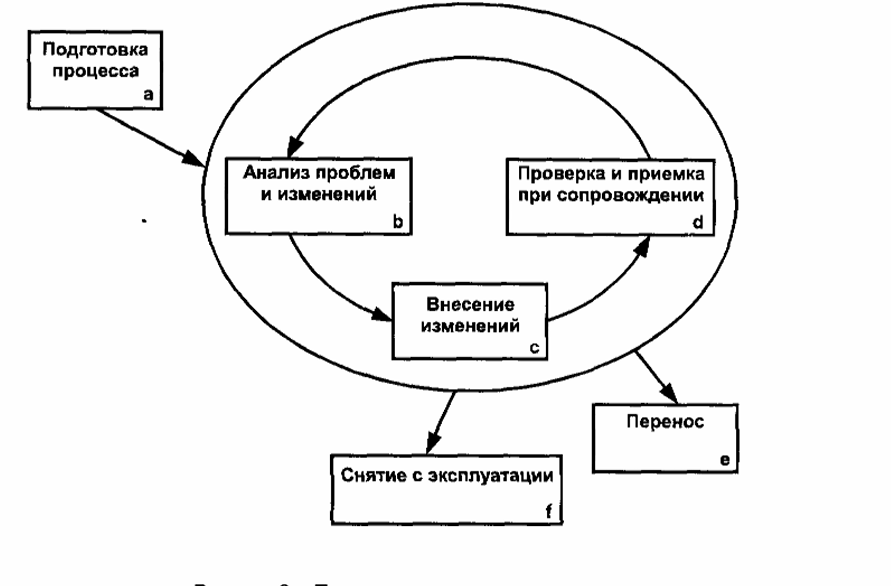 Подготовка
процесса
a
Анализ проблем
и изменений
b
Проверка и приемка
при сопровождении
d
Внесение
изменений
c
Перенос
e
Снятие с эксплуатации
f